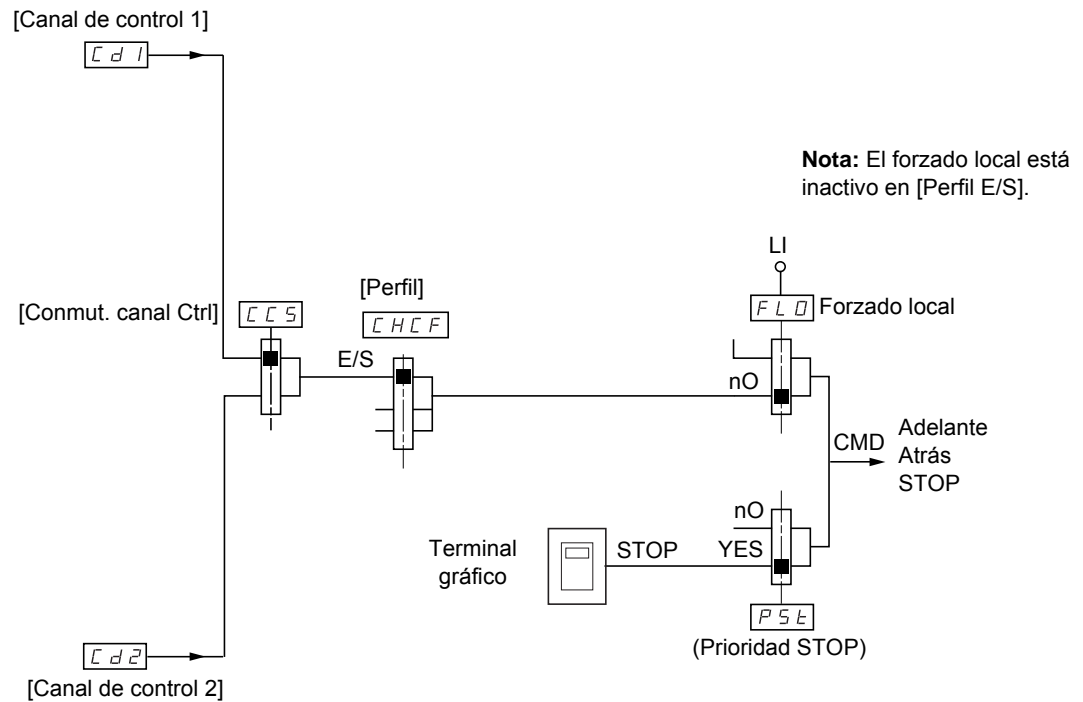 [Canal de control 1]
Cd1
Nota: El forzado local está
inactivo en [Perfil E/S].
LI
[Perfil]
[Conmut. canal Ctrl]
CCS
CHCF
FLO
Forzado local
E/S
nO
CMD
Adelante
Atrás
STOP
nO
Terminal
gráfico
STOP
YES
PSt
(Prioridad STOP)
Cd2
[Canal de control 2]